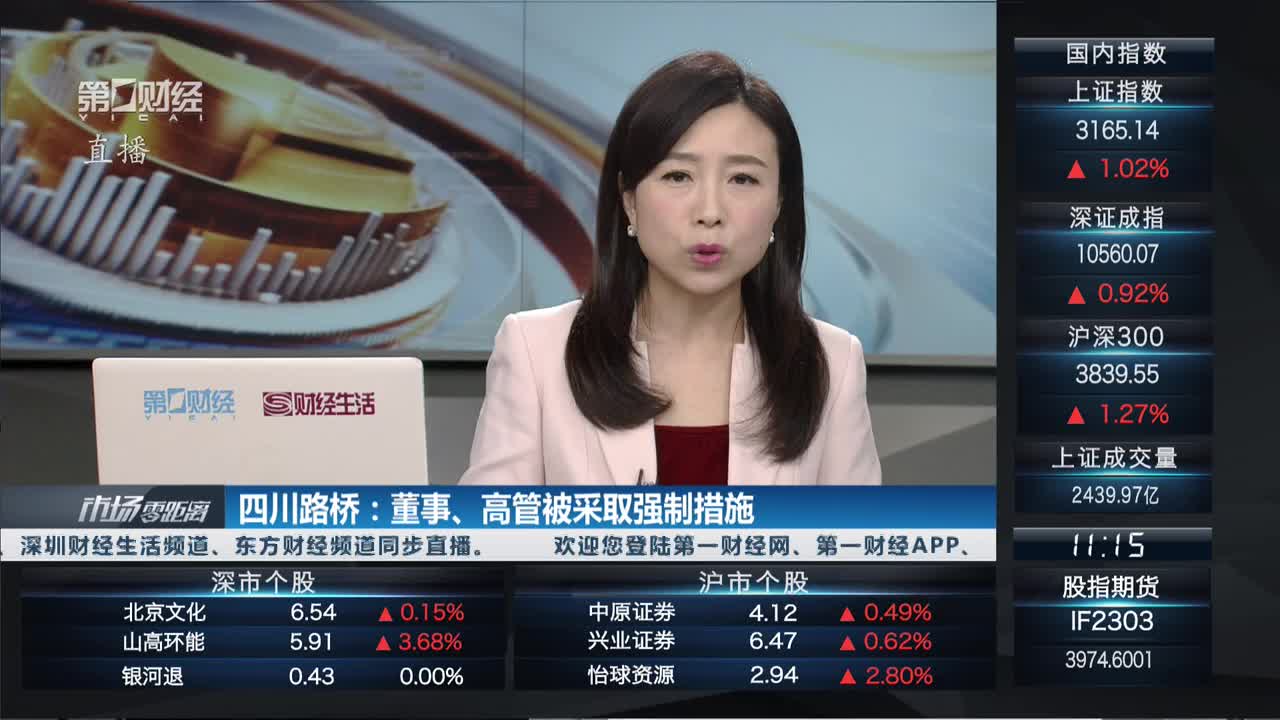 第一财经
YICAI
直播
第一财经
YICAI
财经生活
市场零距离
四川路桥：董事、高管被采取强制措施
、深圳财经生活频道、东方财经频道同步直播。 欢迎您登陆第一财经网、第一财经APP、
深市个股
北京文化 6.54 ▲ 0.15%
山高环能 5.91 ▲ 3.68%
银河退 0.43 0.00%
沪市个股
中原证券 4.12 ▲ 0.49%
兴业证券 6.47 ▲ 0.62%
怡球资源 2.94 ▲ 2.80%
国内指数
上证指数
3165.14
▲ 1.02%
深证成指
10560.07
▲ 0.92%
沪深300
3839.55
▲ 1.27%
上证成交量
2439.97亿
11:15
股指期货
IF2303
3974.6001